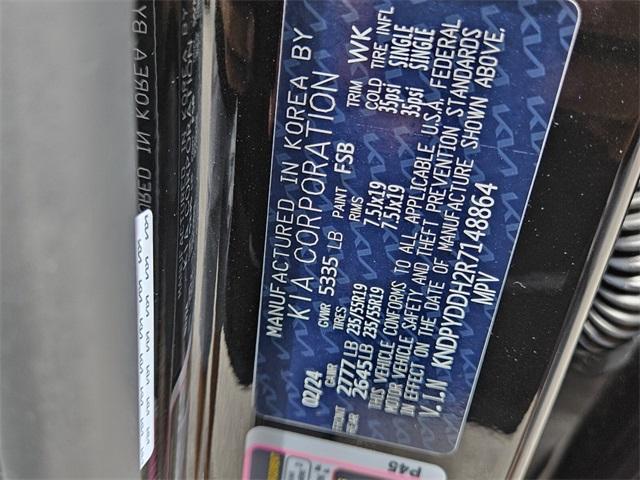 MANUFACTURED IN KOREA BY
KIA CORPORATION
02/24 GVWR 5335 LB PAINT FSB TRIM WK
GAWR TIRES RIMS COLD TIRE INFL
FRONT 2777 LB 235/55R19 7.5Jx19 35psi SINGLE
REAR 2645 LB 235/55R19 7.5Jx19 35psi SINGLE
THIS VEHICLE CONFORMS TO ALL APPLICABLE U.S.A. FEDERAL
MOTOR VEHICLE SAFETY AND THEFT PREVENTION STANDARDS
IN EFFECT ON THE DATE OF MANUFACTURE SHOWN ABOVE.
V.I.N KNDPYDDH2R7148864
MPV
P45